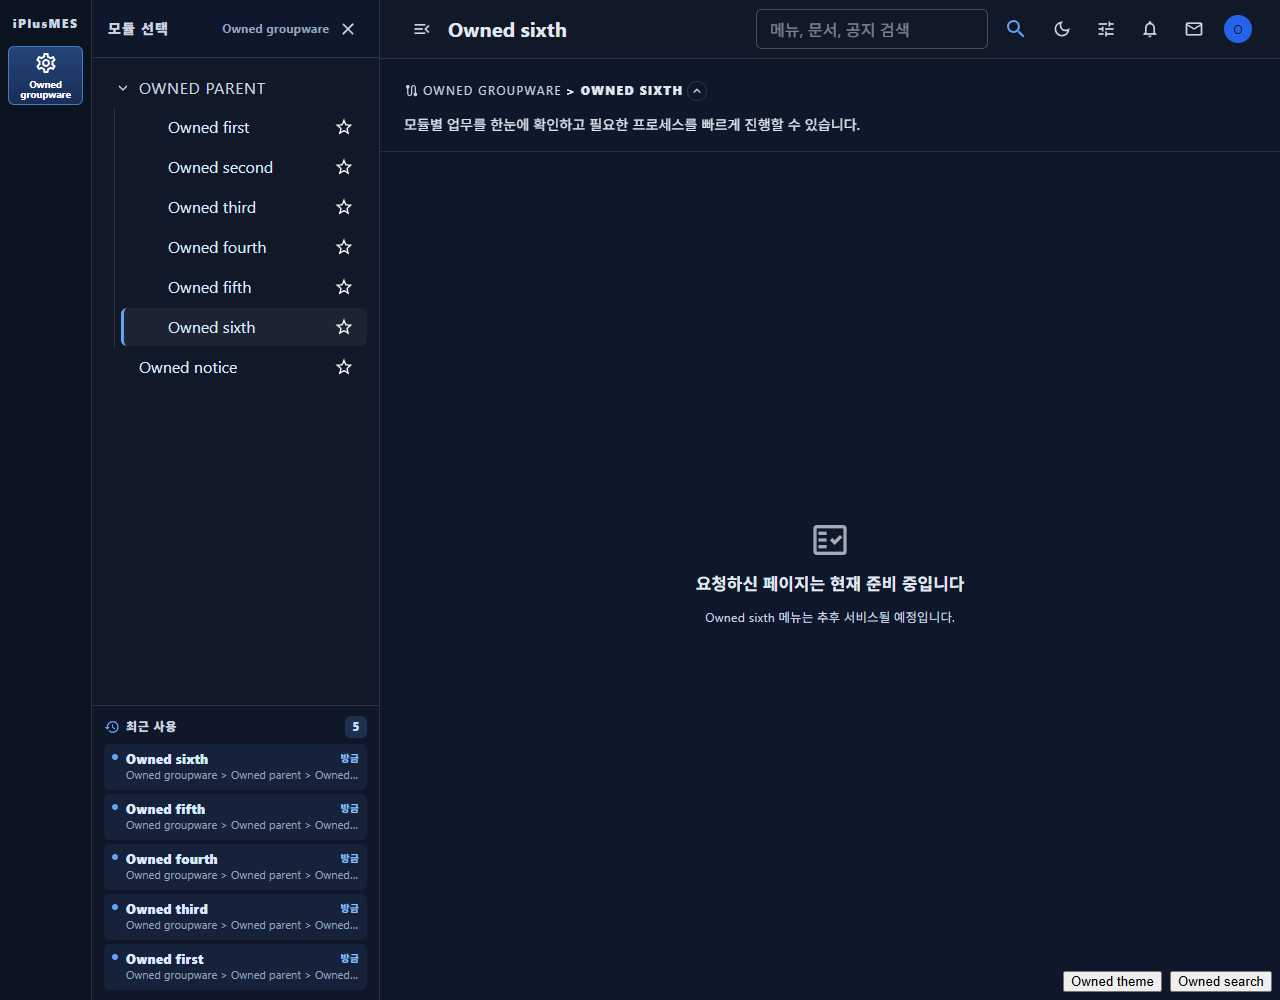 iPlusMES
Owned
groupware
모듈 선택
Owned groupware
OWNED PARENT
Owned first
Owned second
Owned third
Owned fourth
Owned fifth
Owned sixth
Owned notice
최근 사용
5
Owned sixth
방금
Owned groupware > Owned parent > Owned...
Owned fifth
방금
Owned groupware > Owned parent > Owned...
Owned fourth
방금
Owned groupware > Owned parent > Owned...
Owned third
방금
Owned groupware > Owned parent > Owned...
Owned first
방금
Owned groupware > Owned parent > Owned...
Owned sixth
메뉴, 문서, 공지 검색
O
OWNED GROUPWARE > OWNED SIXTH
모듈별 업무를 한눈에 확인하고 필요한 프로세스를 빠르게 진행할 수 있습니다.
요청하신 페이지는 현재 준비 중입니다
Owned sixth 메뉴는 추후 서비스될 예정입니다.
Owned theme
Owned search